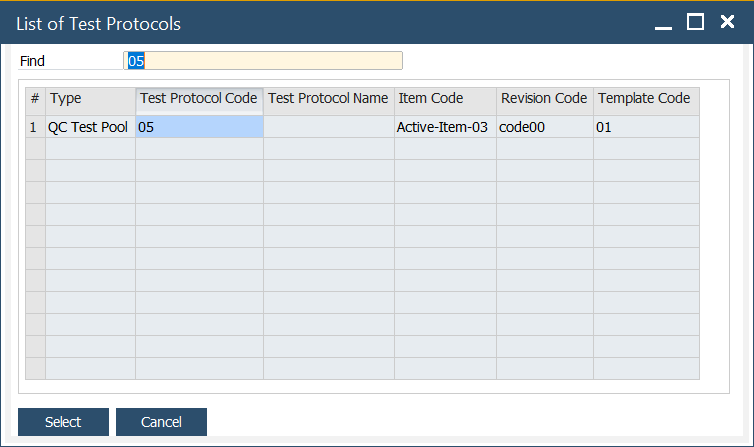 List of Test Protocols
Find 05
# Type Test Protocol Code Test Protocol Name Item Code Revision Code Template Code
1 QC Test Pool 05 Active-Item-03 code00 01
Select Cancel